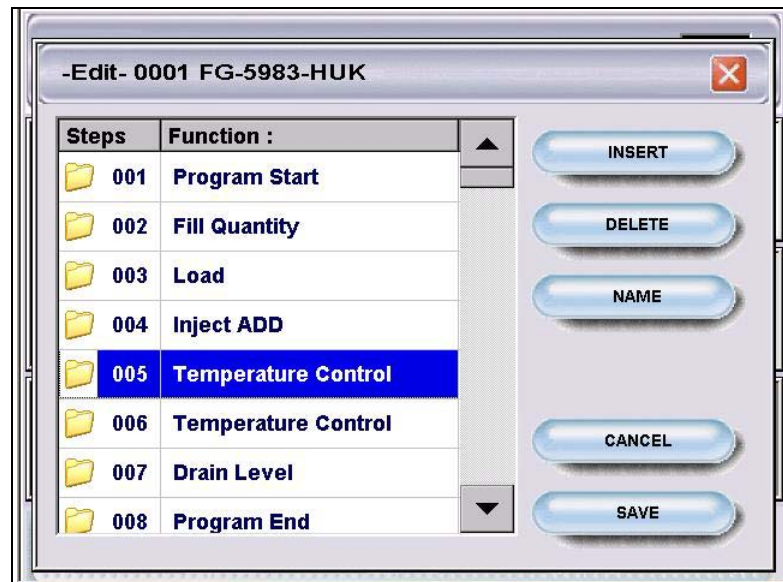 -Edit- 0001 FG-5983-HUK
Steps Function :
001 Program Start
002 Fill Quantity
003 Load
004 Inject ADD
005 Temperature Control
006 Temperature Control
007 Drain Level
008 Program End
INSERT
DELETE
NAME
CANCEL
SAVE